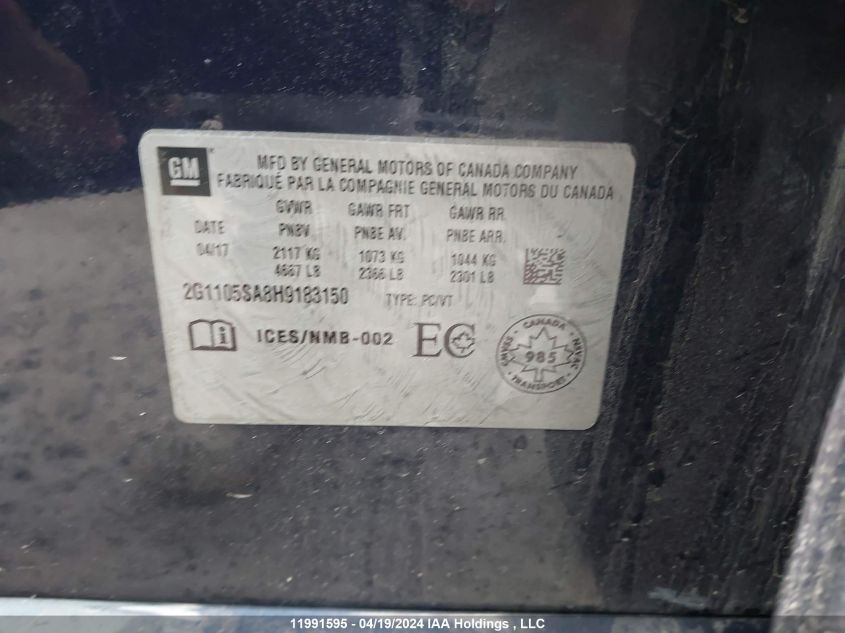 GM
MFD BY GENERAL MOTORS OF CANADA COMPANY
FABRIQUÉ PAR LA COMPAGNIE GENERAL MOTORS DU CANADA
GVWR GAWR FRT GAWR RR
DATE PNBV PNBE AV. PNBE ARR.
04/17 2117 KG 1073 KG 1044 KG
4667 LB 2366 LB 2301 LB
2G1105SA8H9183150 TYPE: PC/VT
ICES/NMB-002 EC
CANADA
985
TRANSPORT
11991595 - 04/19/2024 IAA Holdings , LLC